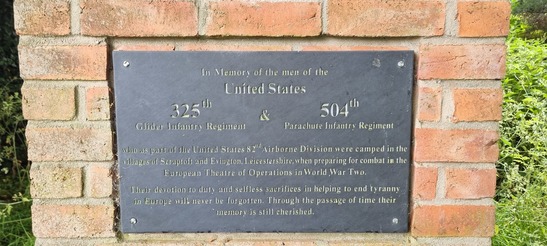 In Memory of the men of the
United States
325th & 504th
Glider Infantry Regiment Parachute Infantry Regiment
who as part of the United States 82nd Airborne Division were camped in the
villages of Scraptoft and Evington, Leicestershire, when preparing for combat in the
European Theatre of Operations in World War Two.
Their devotion to duty and selfless sacrifices in helping to end tyranny
in Europe will never be forgotten. Through the passage of time their
memory is still cherished.